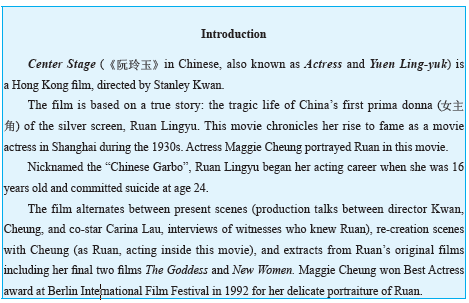 Introduction
Center Stage (《阮玲玉》in Chinese, also known as Actress and Yuen Ling-yuk) is
a Hong Kong film, directed by Stanley Kwan.
The film is based on a true story: the tragic life of China's first prima donna (女主
角) of the silver screen, Ruan Lingyu. This movie chronicles her rise to fame as a movie
actress in Shanghai during the 1930s. Actress Maggie Cheung portrayed Ruan in this movie.
Nicknamed the “Chinese Garbo”, Ruan Lingyu began her acting career when she was 16
years old and committed suicide at age 24.
The film alternates between present scenes (production talks between director Kwan,
Cheung, and co-star Carina Lau, interviews of witnesses who knew Ruan), re-creation scenes
with Cheung (as Ruan, acting inside this movie), and extracts from Ruan's original films
including her final two films The Goddess and New Women. Maggie Cheung won Best Actress
award at Berlin International Film Festival in 1992 for her delicate portraiture of Ruan.